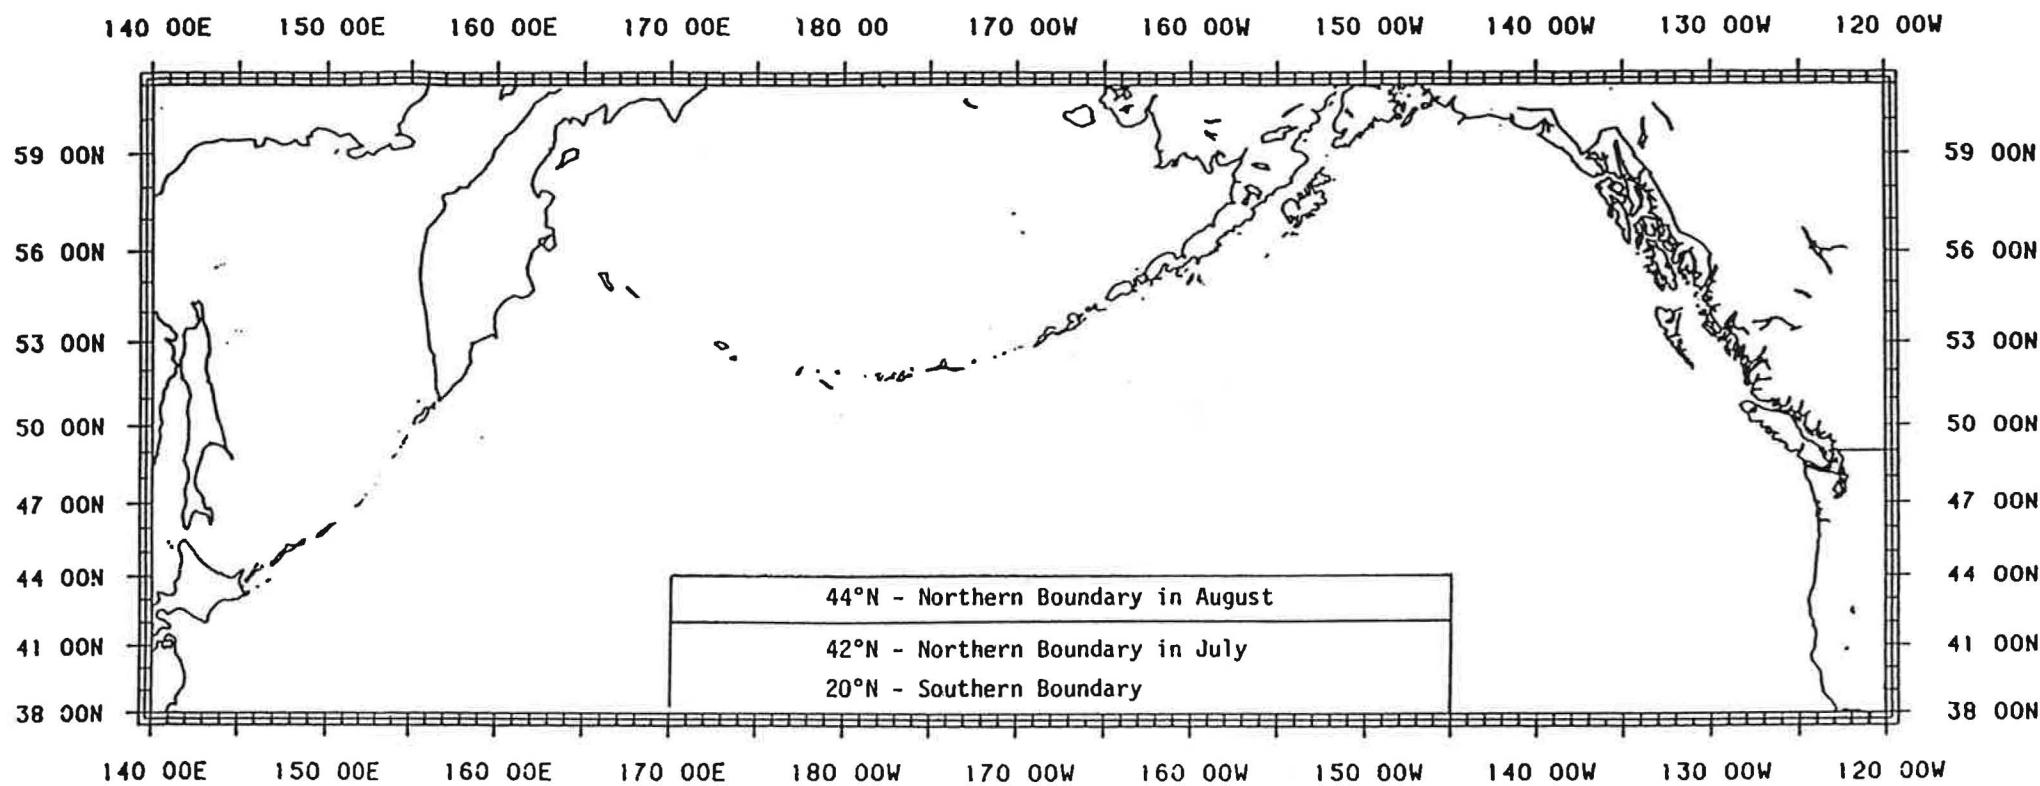 140 00E 150 00E 160 00E 170 00E 180 00 170 00W 160 00W 150 00W 140 00W 130 00W 120 00W
59 00N 59 00N
56 00N 56 00N
53 00N 53 00N
50 00N 50 00N
47 00N 47 00N
44 00N 44 00N
44°N - Northern Boundary in August
42°N - Northern Boundary in July
41 00N 41 00N
20°N - Southern Boundary
38 00N 38 00N
140 00E 150 00E 160 00E 170 00E 180 00 170 00W 160 00W 150 00W 140 00W 130 00W 120 00W